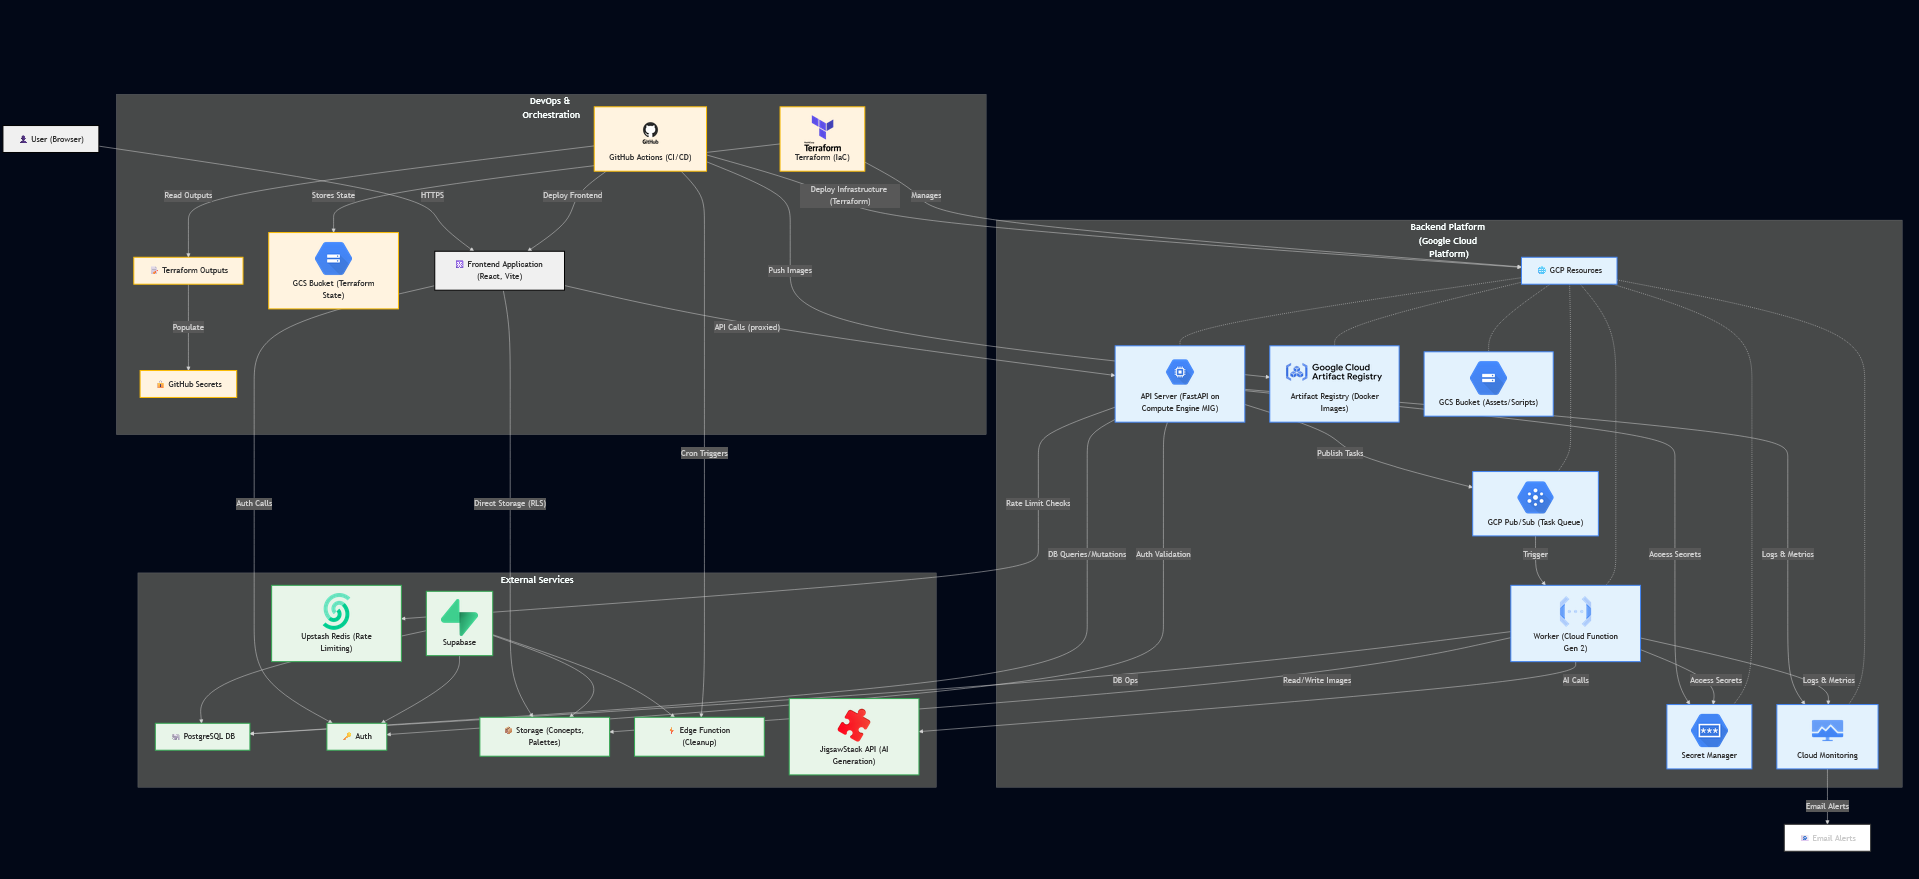 DevOps &
Orchestration
GitHub
GitHub Actions (CI/CD)
Terraform
Terraform (IaC)
User (Browser)
Read Outputs
Stores State
HTTPS
Deploy Frontend
Deploy Infrastructure
(Terraform)
Manages
Backend Platform
(Google Cloud
Platform)
Terraform Outputs
GCS Bucket (Terraform
State)
Frontend Application
(React, Vite)
Push Images
GCP Resources
Populate
API Calls (proxied)
GitHub Secrets
API Server (FastAPI on
Compute Engine MIG)
Google Cloud
Artifact Registry
Artifact Registry (Docker
Images)
GCS Bucket (Assets/Scripts)
Cron Triggers
Publish Tasks
Auth Calls
Direct Storage (RLS)
Rate Limit Checks
GCP Pub/Sub (Task Queue)
DB Queries/Mutations
Auth Validation
Trigger
Access Secrets
Logs & Metrics
External Services
Upstash Redis (Rate
Limiting)
Supabase
Worker (Cloud Function
Gen 2)
DB Ops
Read/Write Images
AI Calls
Access Secrets
Logs & Metrics
PostgreSQL DB
Auth
Storage (Concepts,
Palettes)
Edge Function
(Cleanup)
JigsawStack API (AI
Generation)
Secret Manager
Cloud Monitoring
Email Alerts
Email Alerts